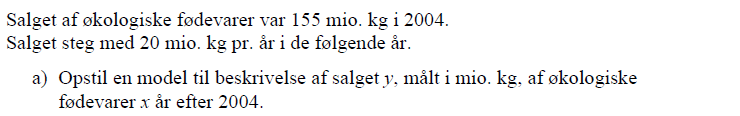 Salget af økologiske fødevarer var 155 mio. kg i 2004.
Salget steg med 20 mio. kg pr. år i de følgende år.
a) Opstil en model til beskrivelse af salget y, målt i mio. kg, af økologiske
fødevarer x år efter 2004.